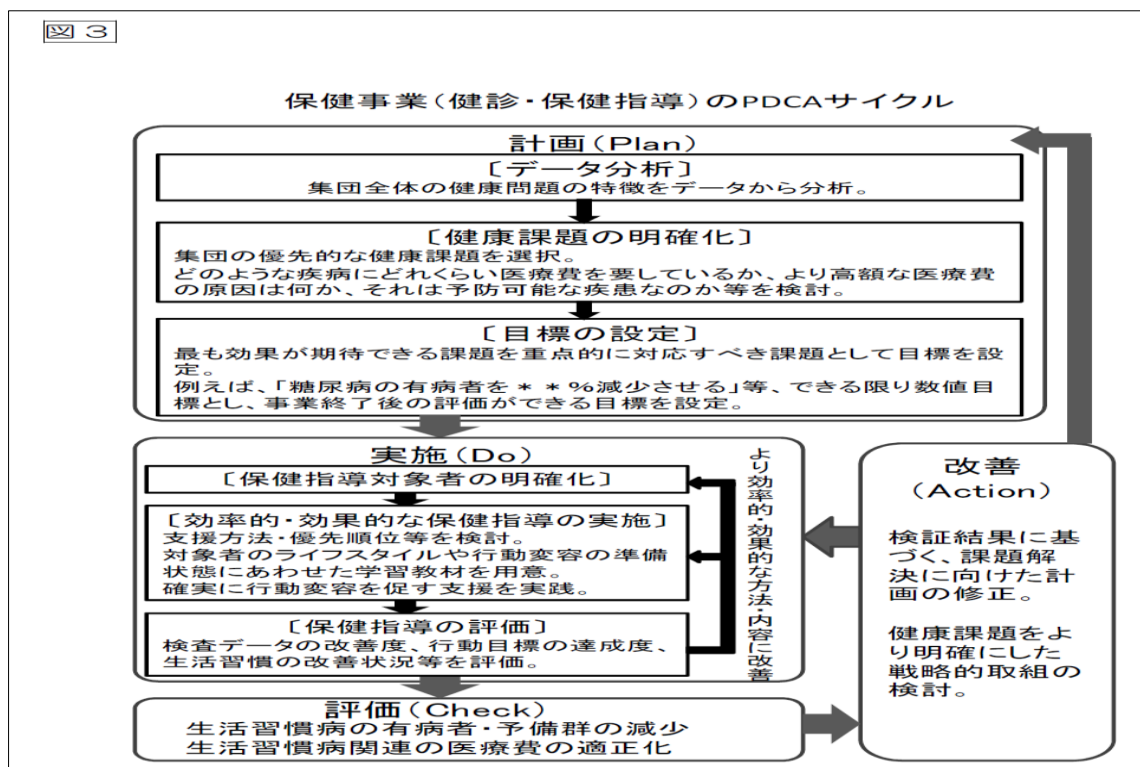 図３
保健事業（健診・保健指導）のPDCAサイクル
計画（Plan）
〔データ分析〕
集団全体の健康問題の特徴をデータから分析。
〔健康課題の明確化〕
集団の優先的な健康課題を選択。
どのような疾病にどれくらい医療費を要しているか、より高額な医療費
の原因は何か、それは予防可能な疾患なのか等を検討。
〔目標の設定〕
最も効果が期待できる課題を重点的に対応すべき課題として目標を設
定。
例えば、「糖尿病の有病者を＊＊％減少させる」等、できる限り数値目
標とし、事業終了後の評価ができる目標を設定。
実施（Do）
〔保健指導対象者の明確化〕
〔効率的・効果的な保健指導の実施〕
支援方法・優先順位等を検討。
対象者のライフスタイルや行動変容の準備
状態にあわせた学習教材を用意。
確実に行動変容を促す支援を実践。
〔保健指導の評価〕
検査データの改善度、行動目標の達成度、
生活習慣の改善状況等を評価。
より効率的・効果的な方法・内容に改善
評価（Check）
生活習慣病の有病者・予備群の減少
生活習慣病関連の医療費の適正化
改善
（Action）
検証結果に基
づく、課題解
決に向けた計
画の修正。
健康課題をよ
り明確にした
戦略的取組の
検討。